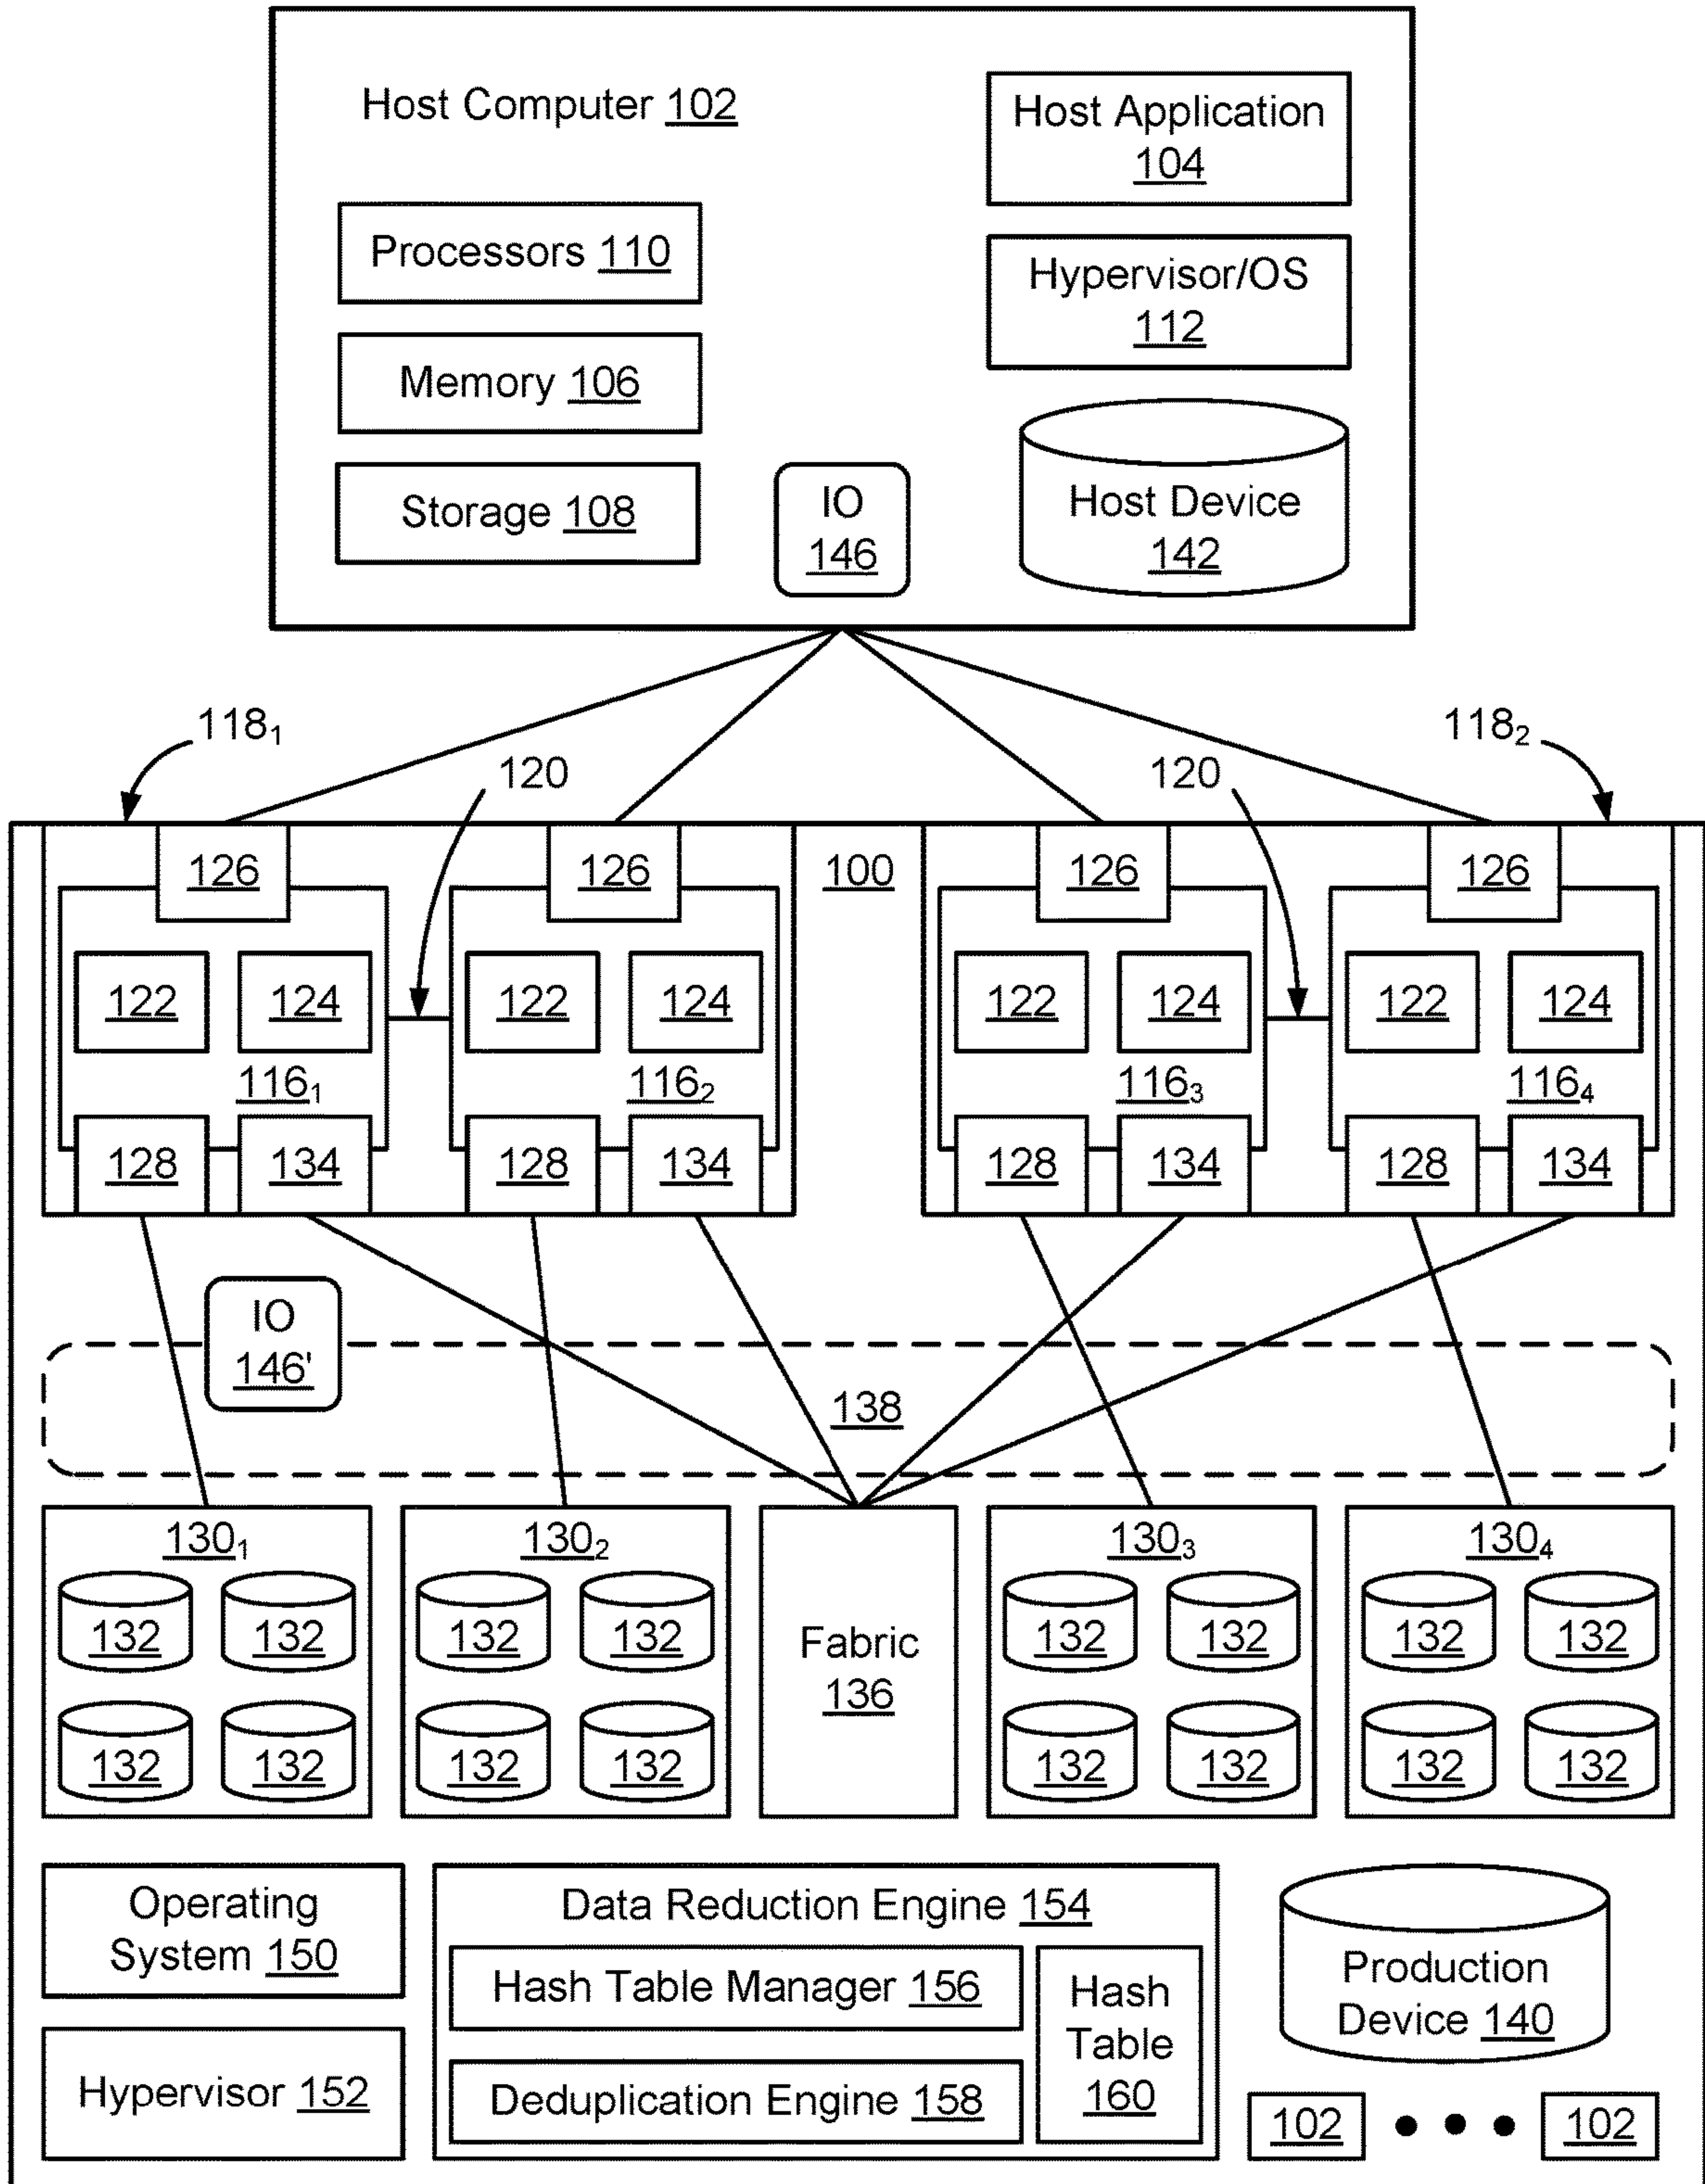 Host Computer 102
Host Application
104
Processors 110
Hypervisor/OS
112
Memory 106
Storage 108
IO
146
Host Device
142
118₁
118₂
120
120
126
126
100
126
126
122
124
122
124
122
124
122
124
116₁
116₂
116₃
116₄
128
134
128
134
128
134
128
134
IO
146'
138
130₁
130₂
130₃
130₄
132
132
132
132
132
132
132
132
Fabric
136
132
132
132
132
132
132
132
132
Operating
System 150
Data Reduction Engine 154
Hash Table Manager 156
Hash
Table
160
Production
Device 140
Hypervisor 152
Deduplication Engine 158
102
102